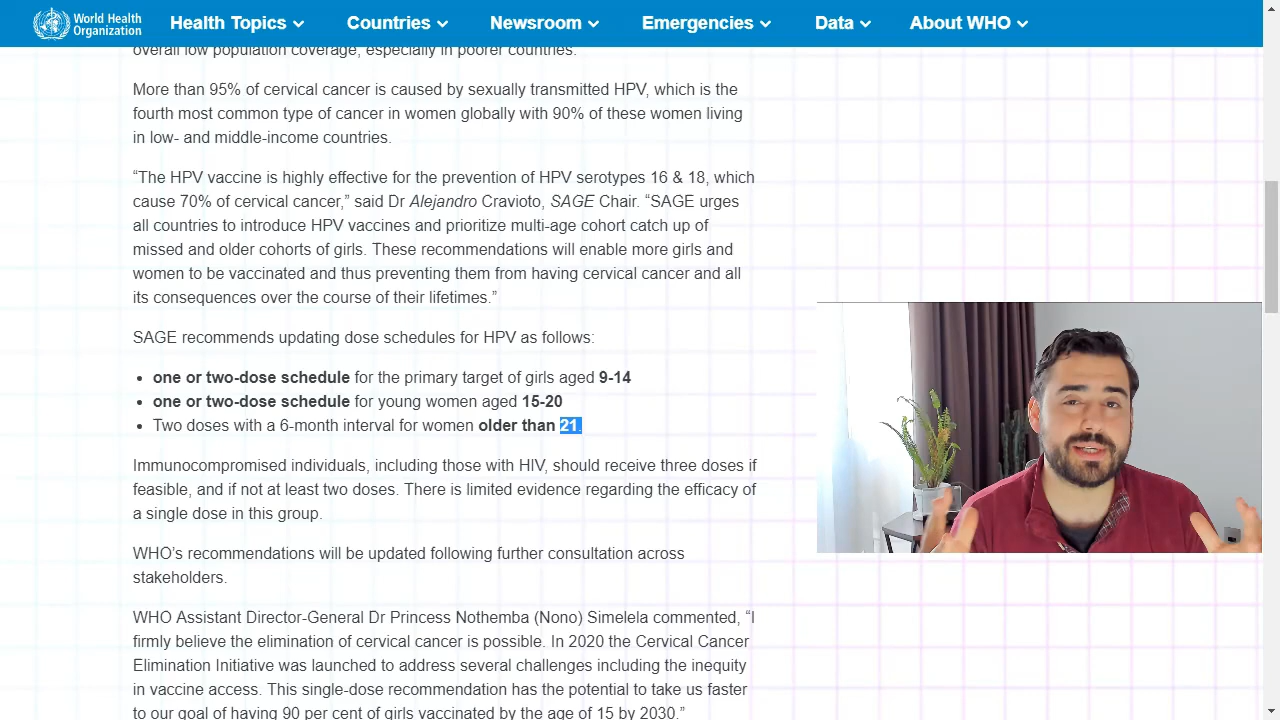 World Health
Organization
Health Topics
Countries
Newsroom
Emergencies
Data
About WHO
overall low population coverage, especially in poorer countries.
More than 95% of cervical cancer is caused by sexually transmitted HPV, which is the
fourth most common type of cancer in women globally with 90% of these women living
in low- and middle-income countries.
“The HPV vaccine is highly effective for the prevention of HPV serotypes 16 & 18, which
cause 70% of cervical cancer,” said Dr Alejandro Cravioto, SAGE Chair. “SAGE urges
all countries to introduce HPV vaccines and prioritize multi-age cohort catch up of
missed and older cohorts of girls. These recommendations will enable more girls and
women to be vaccinated and thus preventing them from having cervical cancer and all
its consequences over the course of their lifetimes.”
SAGE recommends updating dose schedules for HPV as follows:
• one or two-dose schedule for the primary target of girls aged 9-14
• one or two-dose schedule for young women aged 15-20
• Two doses with a 6-month interval for women older than 21.
Immunocompromised individuals, including those with HIV, should receive three doses if
feasible, and if not at least two doses. There is limited evidence regarding the efficacy of
a single dose in this group.
WHO’s recommendations will be updated following further consultation across
stakeholders.
WHO Assistant Director-General Dr Princess Nothemba (Nono) Simelela commented, “I
firmly believe the elimination of cervical cancer is possible. In 2020 the Cervical Cancer
Elimination Initiative was launched to address several challenges including the inequity
in vaccine access. This single-dose recommendation has the potential to take us faster
to our goal of having 90 per cent of girls vaccinated by the age of 15 by 2030.”